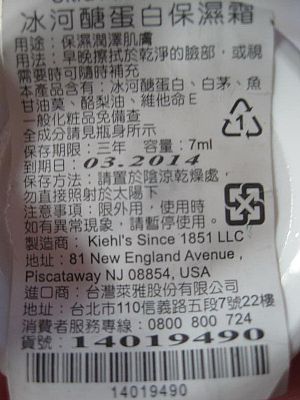 冰河醣蛋白保濕霜
用途：保濕潤澤肌膚
用法：早晚擦拭於乾淨的臉部，或視
需要時可隨時補充
本產品含有：冰河醣蛋白、白茅、魚
甘油莫、酪梨油、維他命E
一般化粧品免備查
全成分請見瓶身所示
保存期限：三年 容量：7ml
到期日：03.2014
保存方法：請置於陰涼乾燥處，
勿直接照射於太陽下
注意事項：限外用，使用時
如有異常現象，請暫停使用。
製造商：Kiehl's Since 1851 LLC
地址：81 New England Avenue ,
Piscataway NJ 08854, USA
進口商：台灣萊雅股份有限公司
地址：台北市110信義路五段7號22樓
消費者服務專線：0800 800 724
貨號：14019490
14019490
1